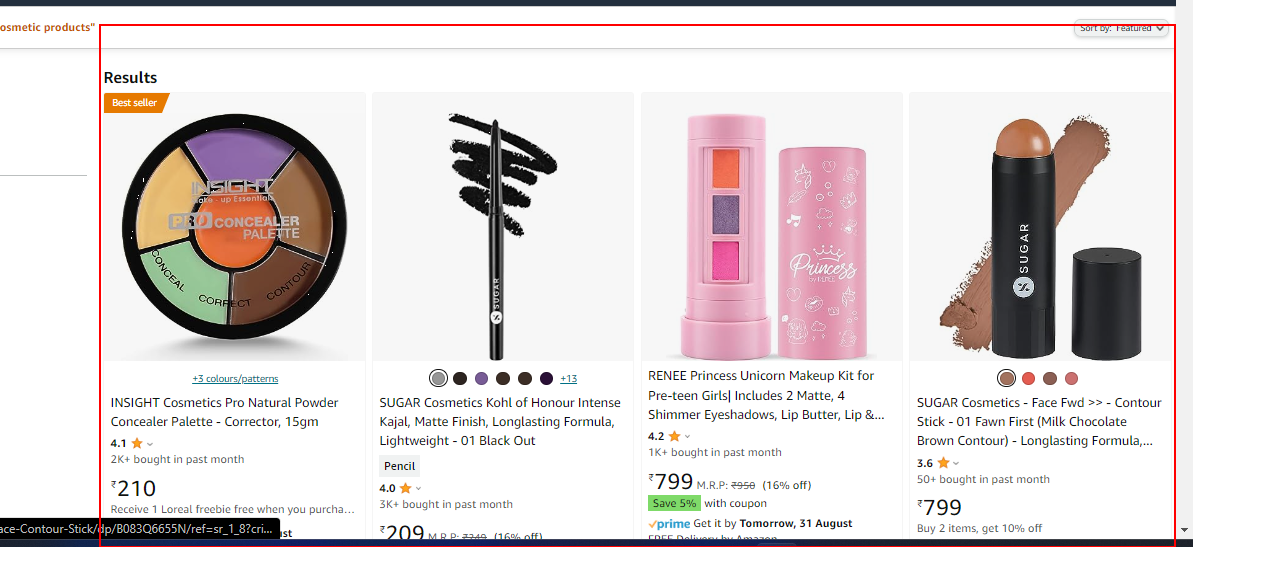 osmetic products"
Sort by: Featured
Results
Best seller
INSIGHT
Make - up Essentials
PRO CONCEALER
PALETTE
CONCEAL
CORRECT
CONTOUR
SUGAR
Princess
BY RENEE
SUGAR
+3 colours/patterns
INSIGHT Cosmetics Pro Natural Powder
Concealer Palette - Corrector, 15gm
4.1
2K+ bought in past month
₹210
Receive 1 Loreal freebie free when you purcha…
ust
+13
SUGAR Cosmetics Kohl of Honour Intense
Kajal, Matte Finish, Longlasting Formula,
Lightweight - 01 Black Out
Pencil
4.0
3K+ bought in past month
₹209 M.R.P: ₹249 (16% off)
RENEE Princess Unicorn Makeup Kit for
Pre-teen Girls| Includes 2 Matte, 4
Shimmer Eyeshadows, Lip Butter, Lip &…
4.2
1K+ bought in past month
₹799 M.R.P: ₹950 (16% off)
Save 5% with coupon
prime Get it by Tomorrow, 31 August
FREE Delivery by Amazon
SUGAR Cosmetics - Face Fwd >> - Contour
Stick - 01 Fawn First (Milk Chocolate
Brown Contour) - Longlasting Formula,…
3.6
50+ bought in past month
₹799
Buy 2 items, get 10% off
ace-Contour-Stick/dp/B083Q6655N/ref=sr_1_8?cri...